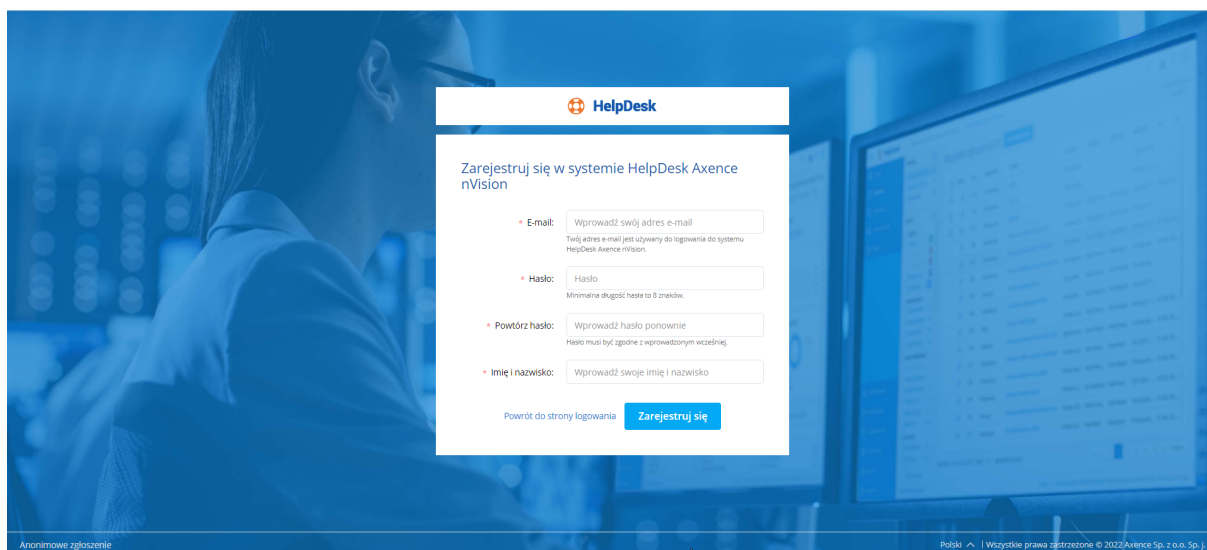 HelpDesk
Zarejestruj się w systemie HelpDesk Axence
nVision
* E-mail:
Wprowadź swój adres e-mail
Twój adres e-mail jest używany do logowania do systemu
HelpDesk Axence nVision.
* Hasło:
Hasło
Minimalna długość hasła to 8 znaków.
* Powtórz hasło:
Wprowadź hasło ponownie
Hasło musi być zgodne z wprowadzonym wcześniej.
* Imię i nazwisko:
Wprowadź swoje imię i nazwisko
Powrót do strony logowania
Zarejestruj się
Anonimowe zgłoszenie
Polski | Wszystkie prawa zastrzeżone © 2022 Axence Sp. z o.o. Sp. j.